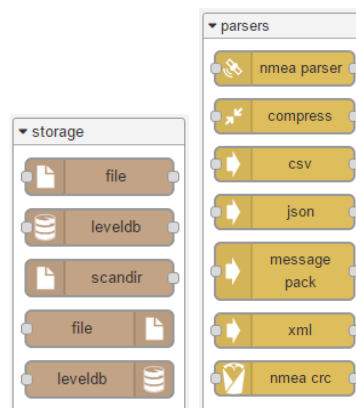 storage
file
leveldb
scandir
file
leveldb
parsers
nmea parser
compress
csv
json
message
pack
xml
nmea crc